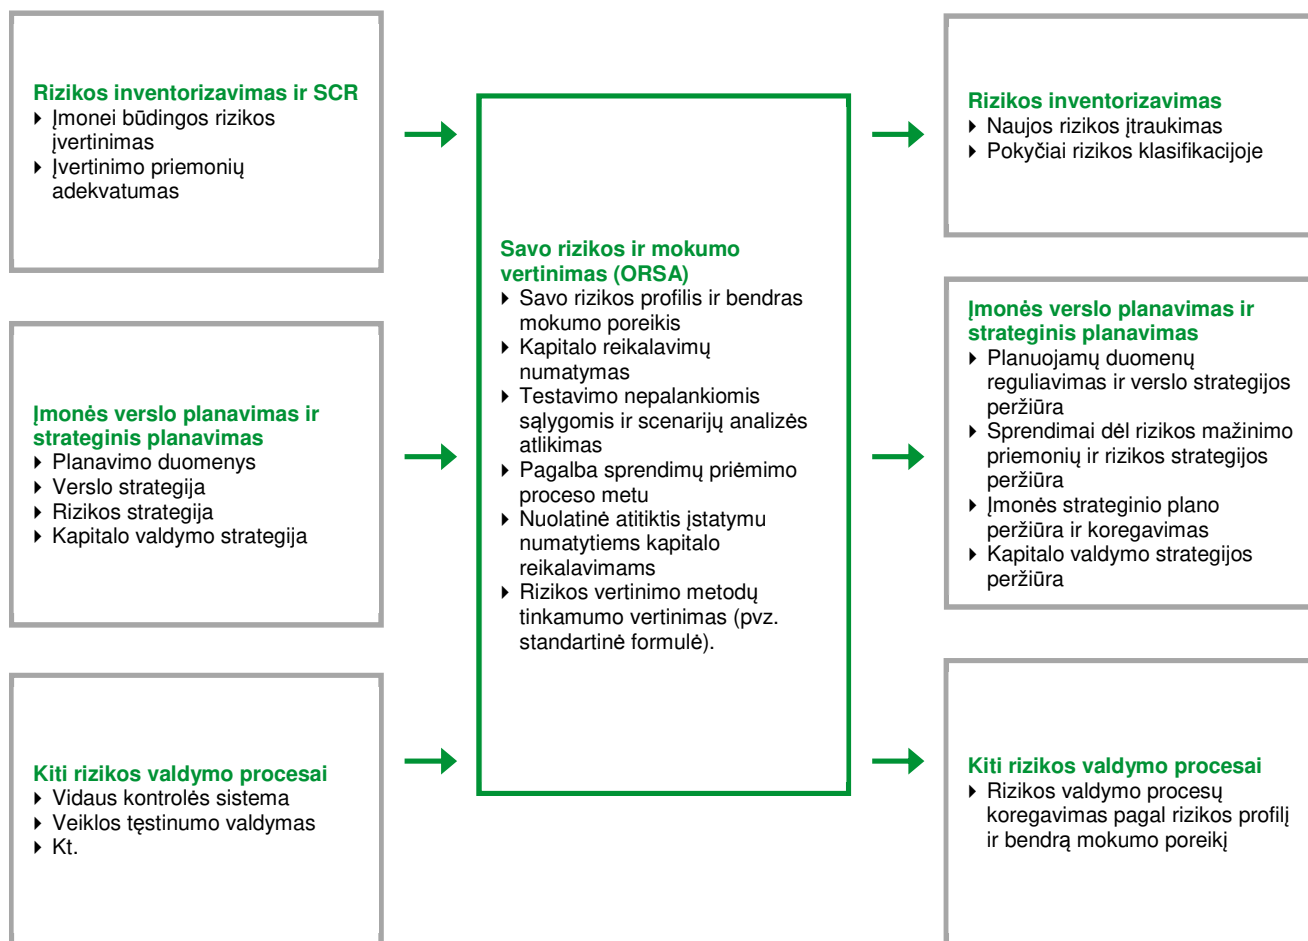 Rizikos inventorizavimas ir SCR
Įmonei būdingos rizikos
įvertinimas
Įvertinimo priemonių
adekvatumas
Įmonės verslo planavimas ir
strateginis planavimas
Planavimo duomenys
Verslo strategija
Rizikos strategija
Kapitalo valdymo strategija
Kiti rizikos valdymo procesai
Vidaus kontrolės sistema
Veiklos tęstinumo valdymas
Kt.
Savo rizikos ir mokumo
vertinimas (ORSA)
Savo rizikos profilis ir bendras
mokumo poreikis
Kapitalo reikalavimų
numatymas
Testavimo nepalankiomis
sąlygomis ir scenarijų analizės
atlikimas
Pagalba sprendimų priėmimo
proceso metu
Nuolatinė atitiktis įstatymu
numatytiems kapitalo
reikalavimams
Rizikos vertinimo metodų
tinkamumo vertinimas (pvz.
standartinė formulė).
Rizikos inventorizavimas
Naujos rizikos įtraukimas
Pokyčiai rizikos klasifikacijoje
Įmonės verslo planavimas ir
strateginis planavimas
Planuojamų duomenų
reguliavimas ir verslo strategijos
peržiūra
Sprendimai dėl rizikos mažinimo
priemonių ir rizikos strategijos
peržiūra
Įmonės strateginio plano
peržiūra ir koregavimas
Kapitalo valdymo strategijos
peržiūra
Kiti rizikos valdymo procesai
Rizikos valdymo procesų
koregavimas pagal rizikos profilį
ir bendrą mokumo poreikį